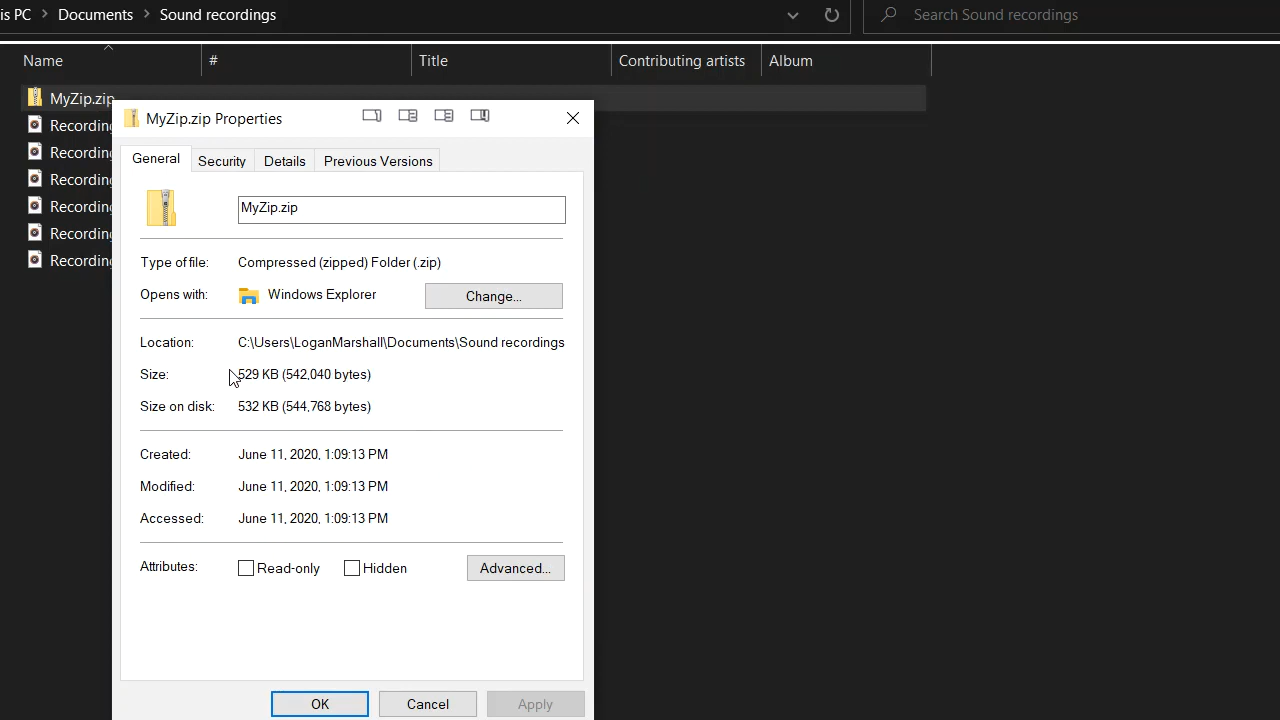 is PC > Documents > Sound recordings
Search Sound recordings
Name # Title Contributing artists Album
MyZip.zip
MyZip.zip Properties
Recording
Recording
Recording
Recording
Recording
Recording
General Security Details Previous Versions
MyZip.zip
Type of file: Compressed (zipped) Folder (.zip)
Opens with: Windows Explorer Change...
Location: C:\Users\LoganMarshall\Documents\Sound recordings
Size: 529 KB (542,040 bytes)
Size on disk: 532 KB (544,768 bytes)
Created: June 11, 2020, 1:09:13 PM
Modified: June 11, 2020, 1:09:13 PM
Accessed: June 11, 2020, 1:09:13 PM
Attributes: Read-only Hidden Advanced...
OK Cancel Apply